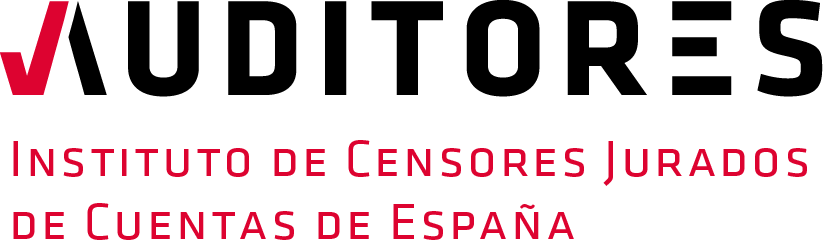 AUDITORES
INSTITUTO DE CENSORES JURADOS
DE CUENTAS DE ESPAÑA